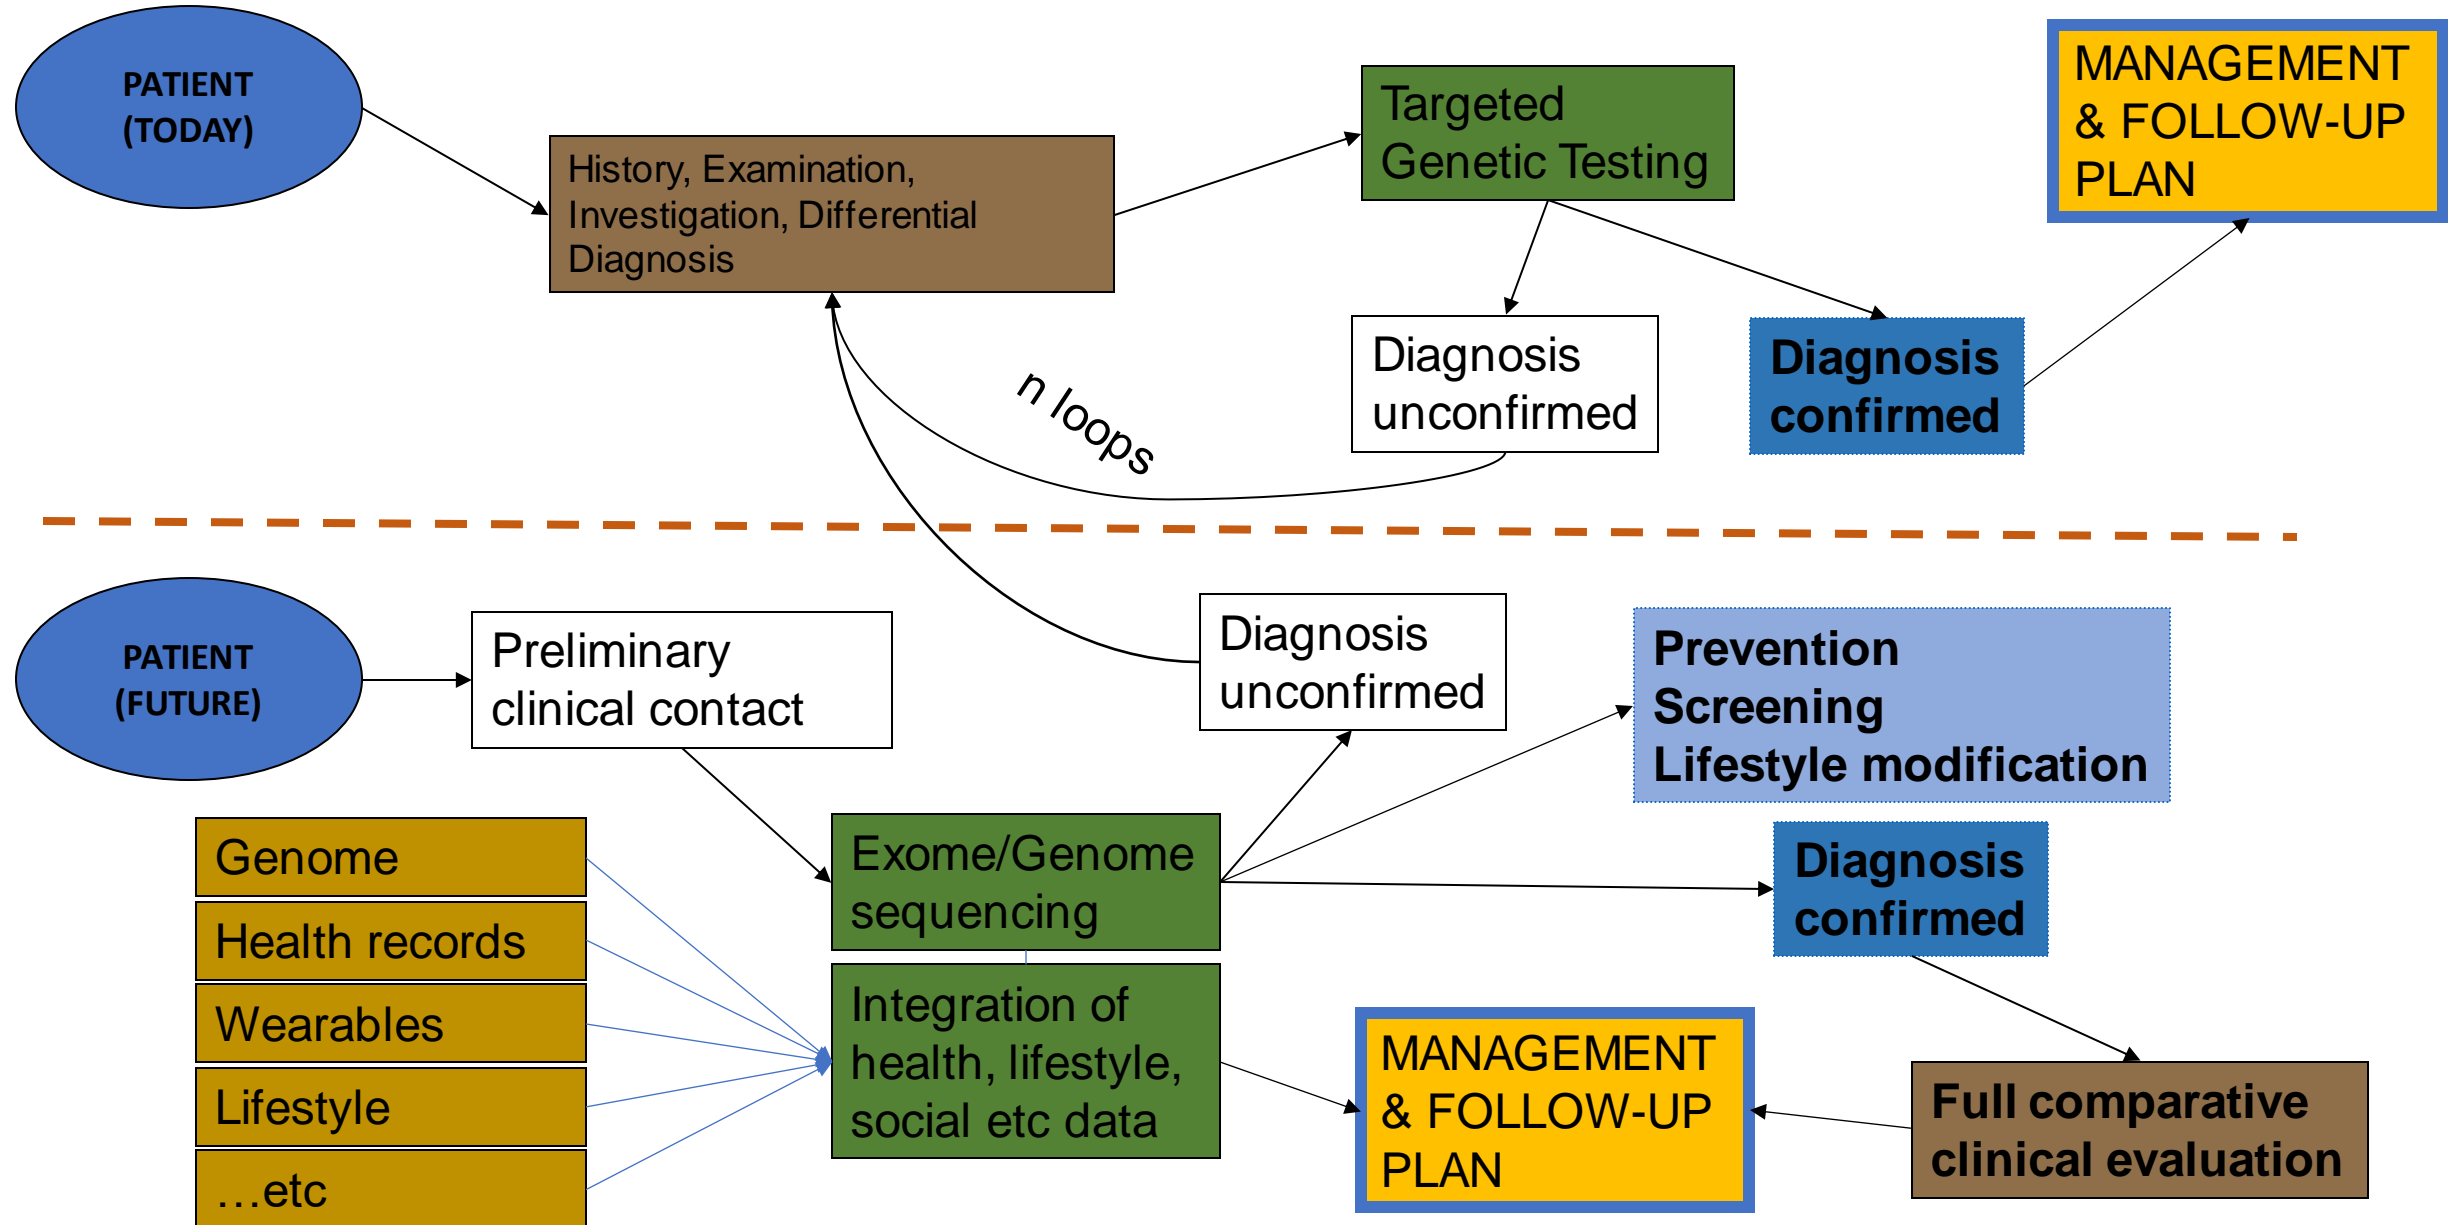 PATIENT
(TODAY)
History, Examination,
Investigation, Differential
Diagnosis
Targeted
Genetic Testing
MANAGEMENT
& FOLLOW-UP
PLAN
Diagnosis
unconfirmed
Diagnosis
confirmed
n loops
PATIENT
(FUTURE)
Preliminary
clinical contact
Diagnosis
unconfirmed
Prevention
Screening
Lifestyle modification
Genome
Health records
Wearables
Lifestyle
…etc
Exome/Genome
sequencing
Integration of
health, lifestyle,
social etc data
Diagnosis
confirmed
MANAGEMENT
& FOLLOW-UP
PLAN
Full comparative
clinical evaluation